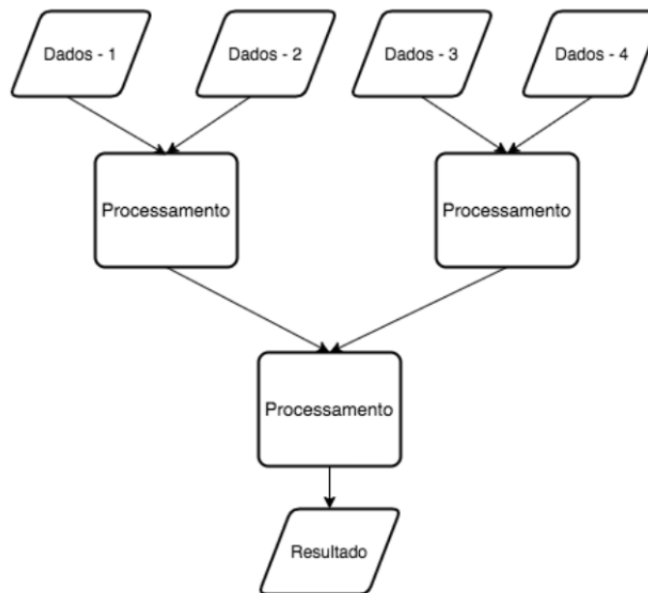 Dados - 1
Dados - 2
Dados - 3
Dados - 4
Processamento
Processamento
Processamento
Resultado